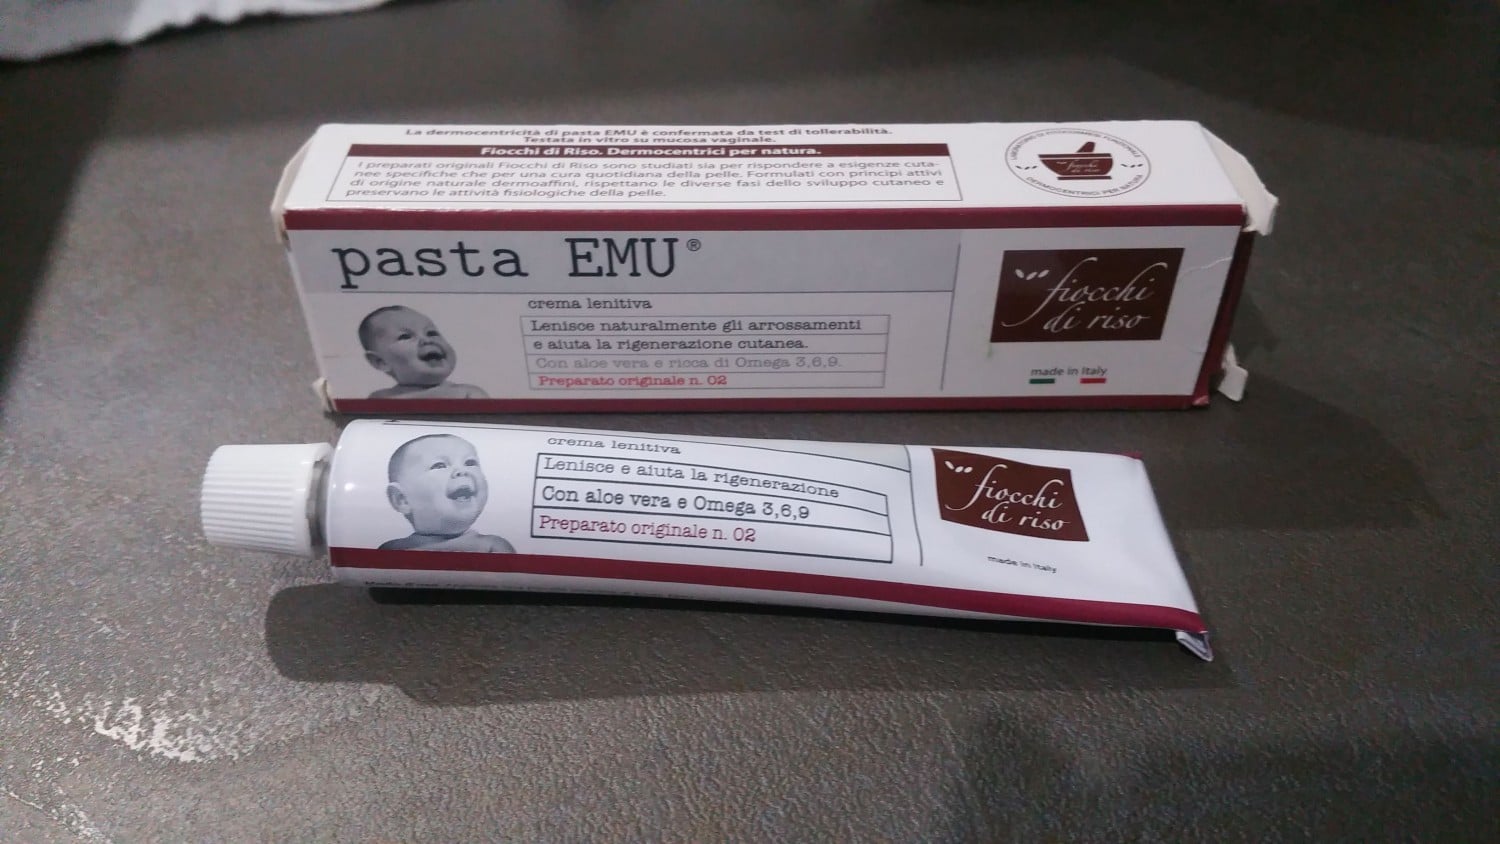 La dermocentricità di pasta EMU è confermata da test di tollerabilità.
Testata in vitro su mucosa vaginale.
Fiocchi di Riso. Dermocentrici per natura.
I preparati originali Fiocchi di Riso sono studiati sia per rispondere a esigenze cuta-
nee specifiche che per una cura quotidiana della pelle. Formulati con principi attivi
di origine naturale dermoaffini, rispettano le diverse fasi dello sviluppo cutaneo e
preservano le attività fisiologiche della pelle.
fiocchi
di riso
DERMOCENTRICI PER NATURA
pasta EMU®
crema lenitiva
Lenisce naturalmente gli arrossamenti
e aiuta la rigenerazione cutanea.
Con aloe vera e ricca di Omega 3,6,9.
Preparato originale n. 02
fiocchi
di riso
made in Italy
crema lenitiva
Lenisce e aiuta la rigenerazione
Con aloe vera e Omega 3,6,9
Preparato originale n. 02
fiocchi
di riso
made in Italy